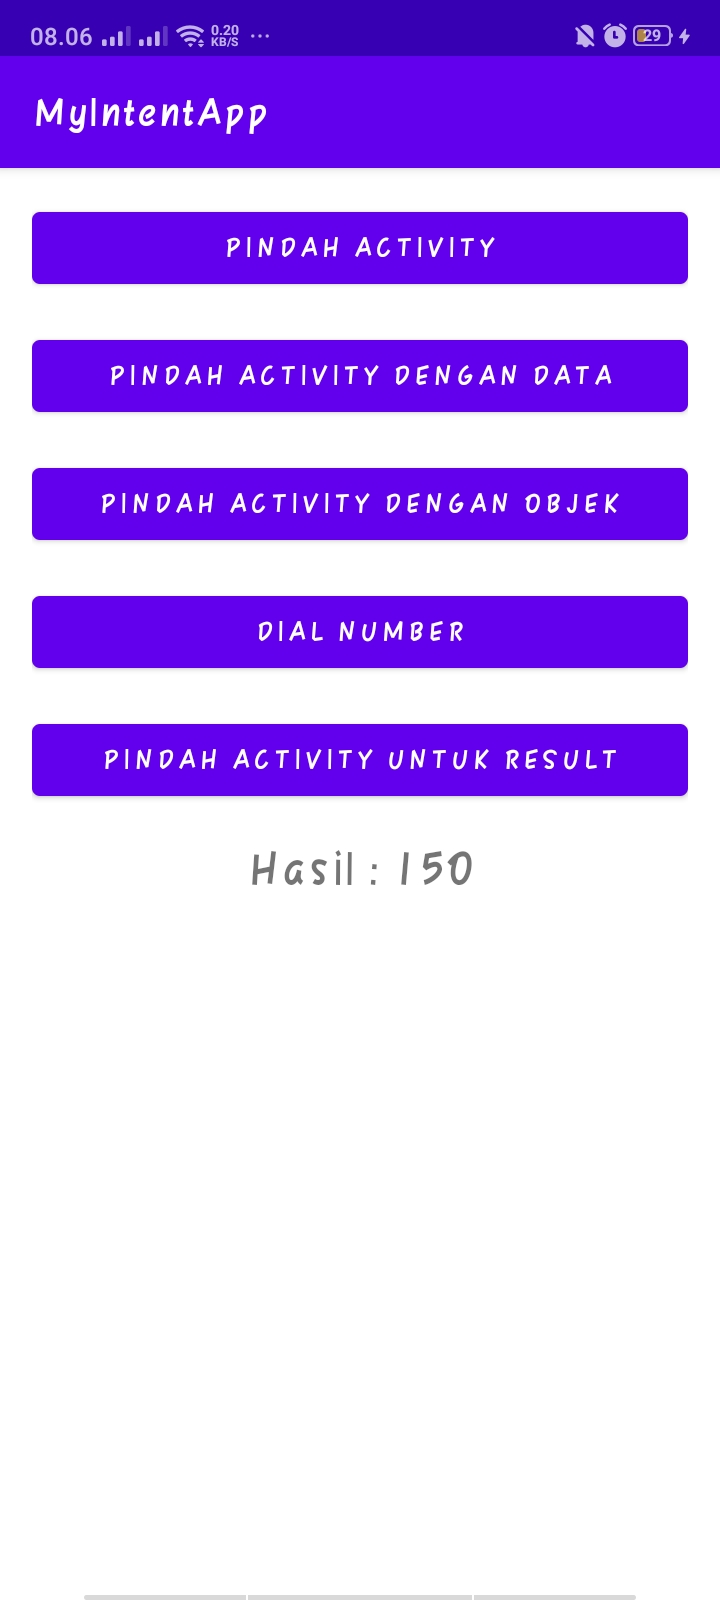 08.06 0.20 KB/S ... 29
MyIntentApp
PINDAH ACTIVITY
PINDAH ACTIVITY DENGAN DATA
PINDAH ACTIVITY DENGAN OBJEK
DIAL NUMBER
PINDAH ACTIVITY UNTUK RESULT
Hasil : 150